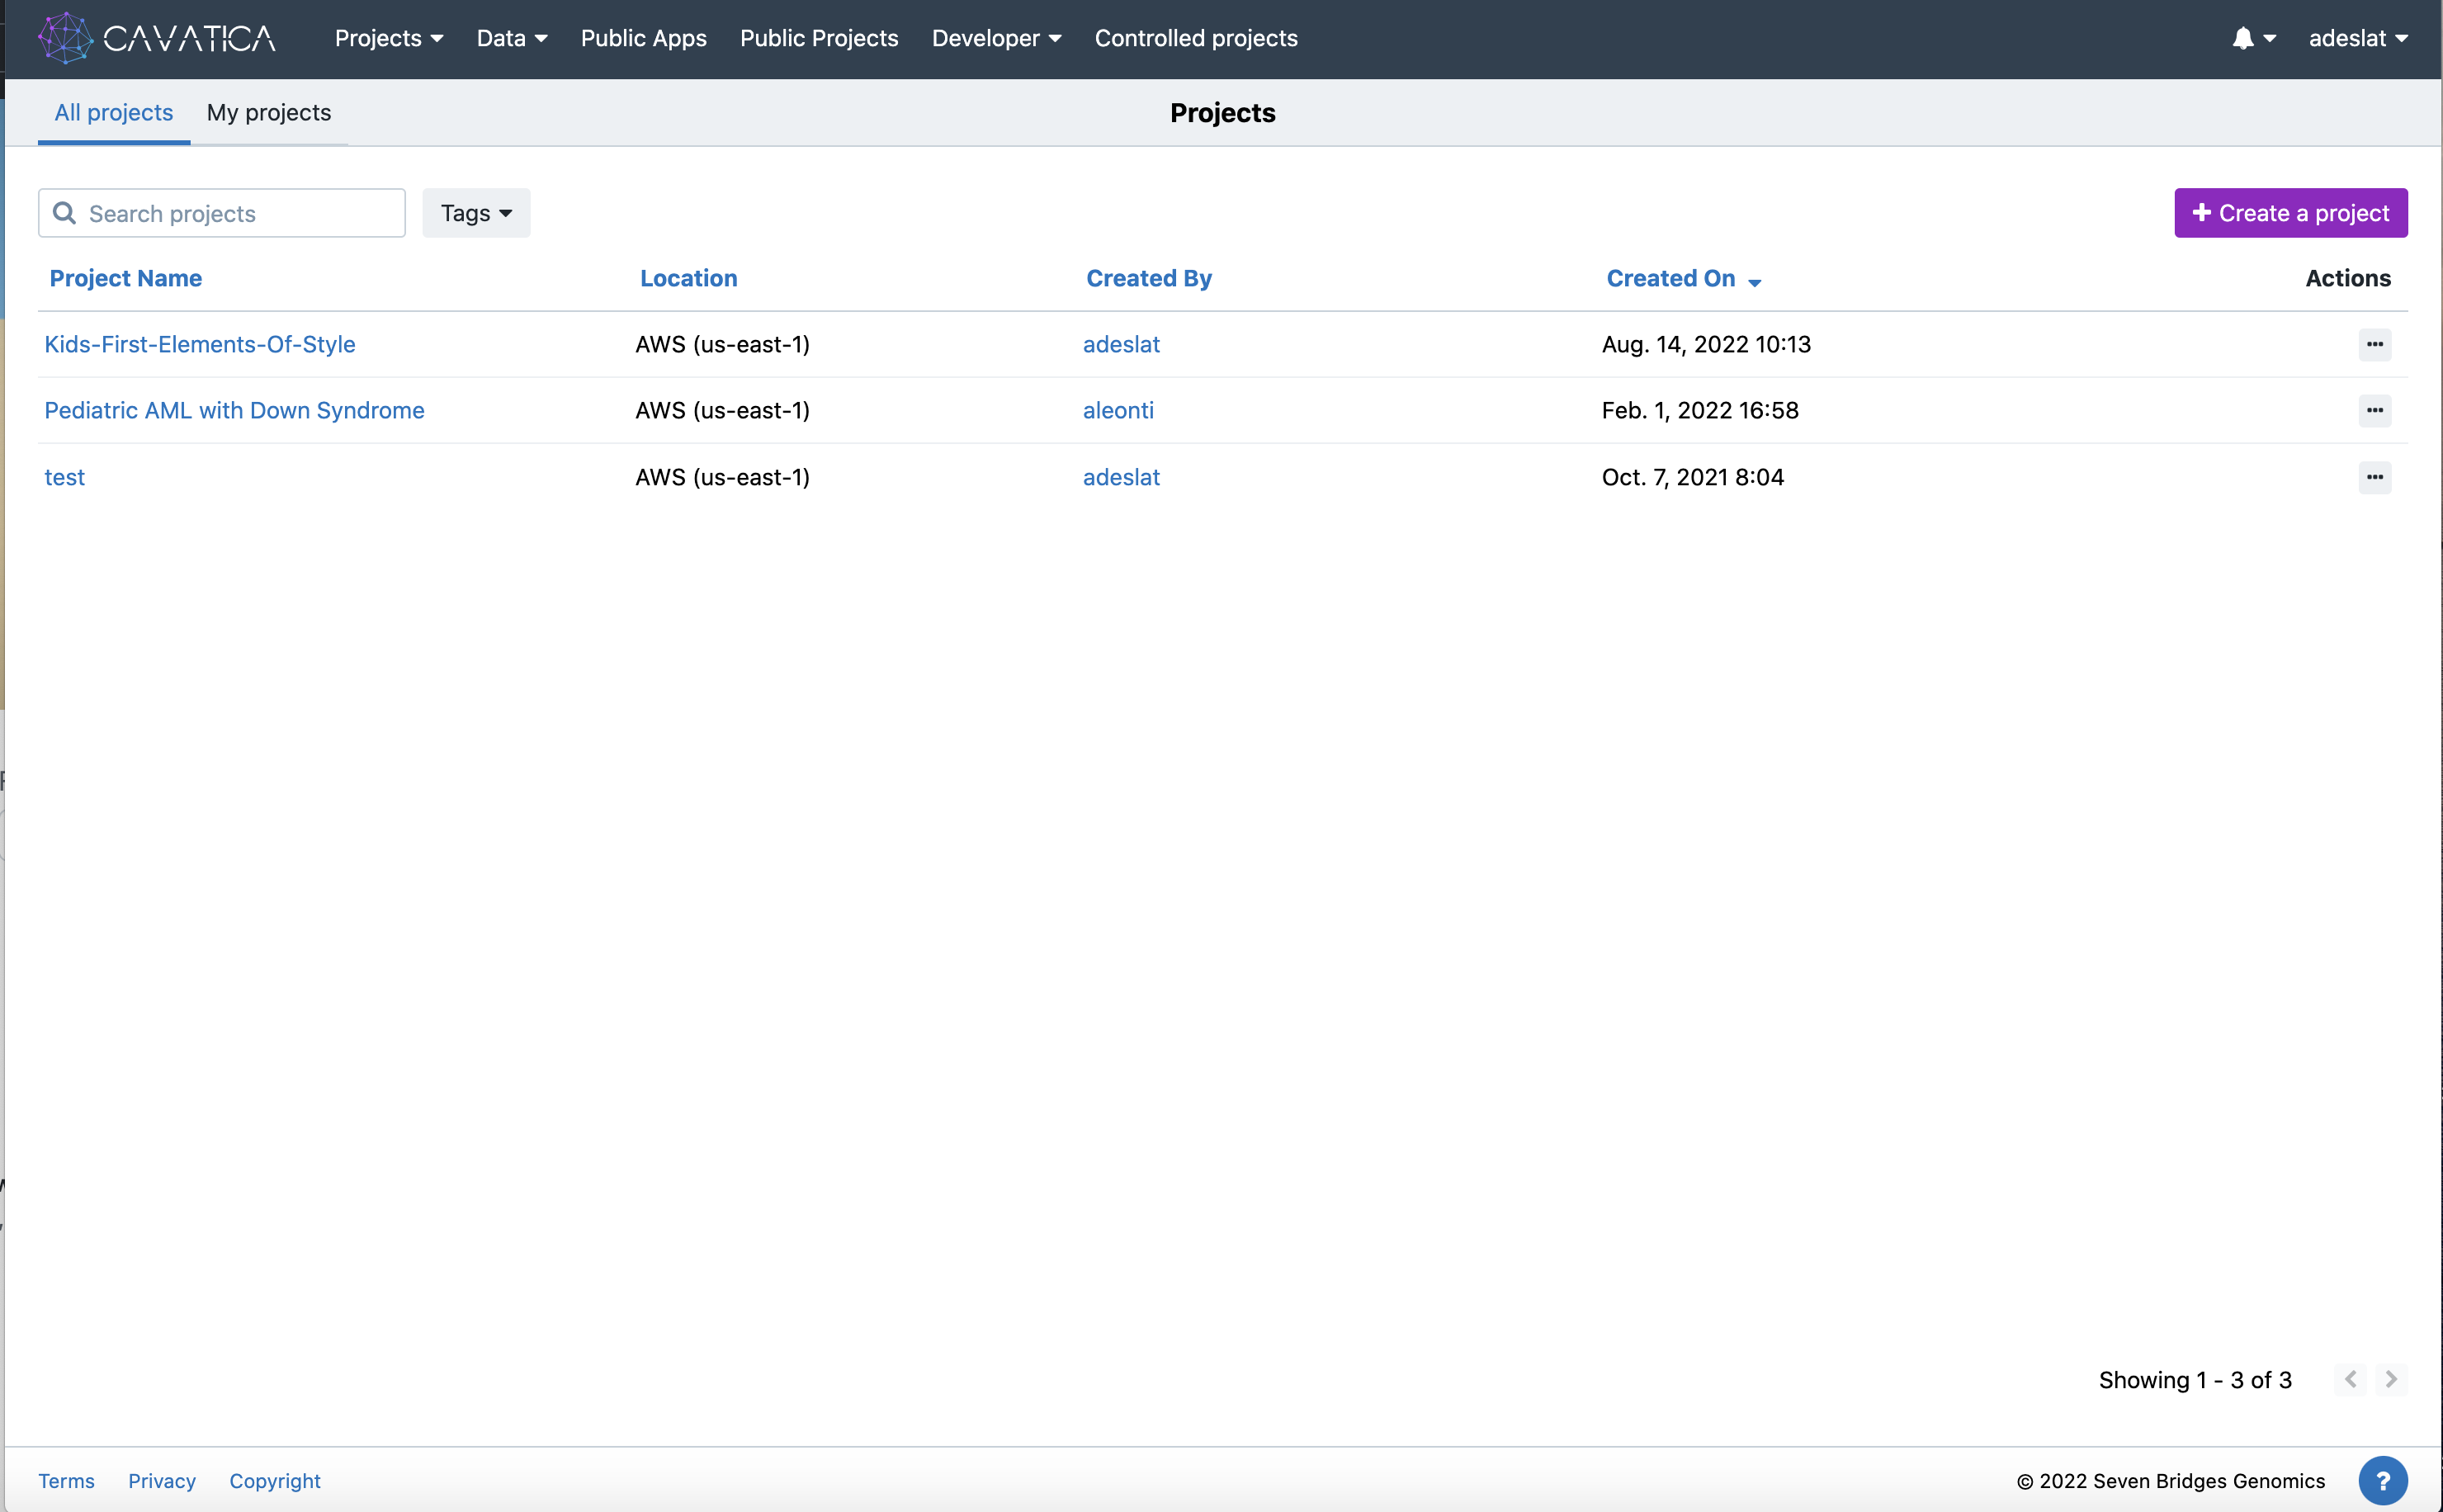 CAVATICA Projects Data Public Apps Public Projects Developer Controlled projects adeslat
All projects My projects Projects
Search projects Tags + Create a project
Project Name Location Created By Created On Actions
Kids-First-Elements-Of-Style AWS (us-east-1) adeslat Aug. 14, 2022 10:13
Pediatric AML with Down Syndrome AWS (us-east-1) aleonti Feb. 1, 2022 16:58
test AWS (us-east-1) adeslat Oct. 7, 2021 8:04
Showing 1 - 3 of 3
Terms Privacy Copyright © 2022 Seven Bridges Genomics ?